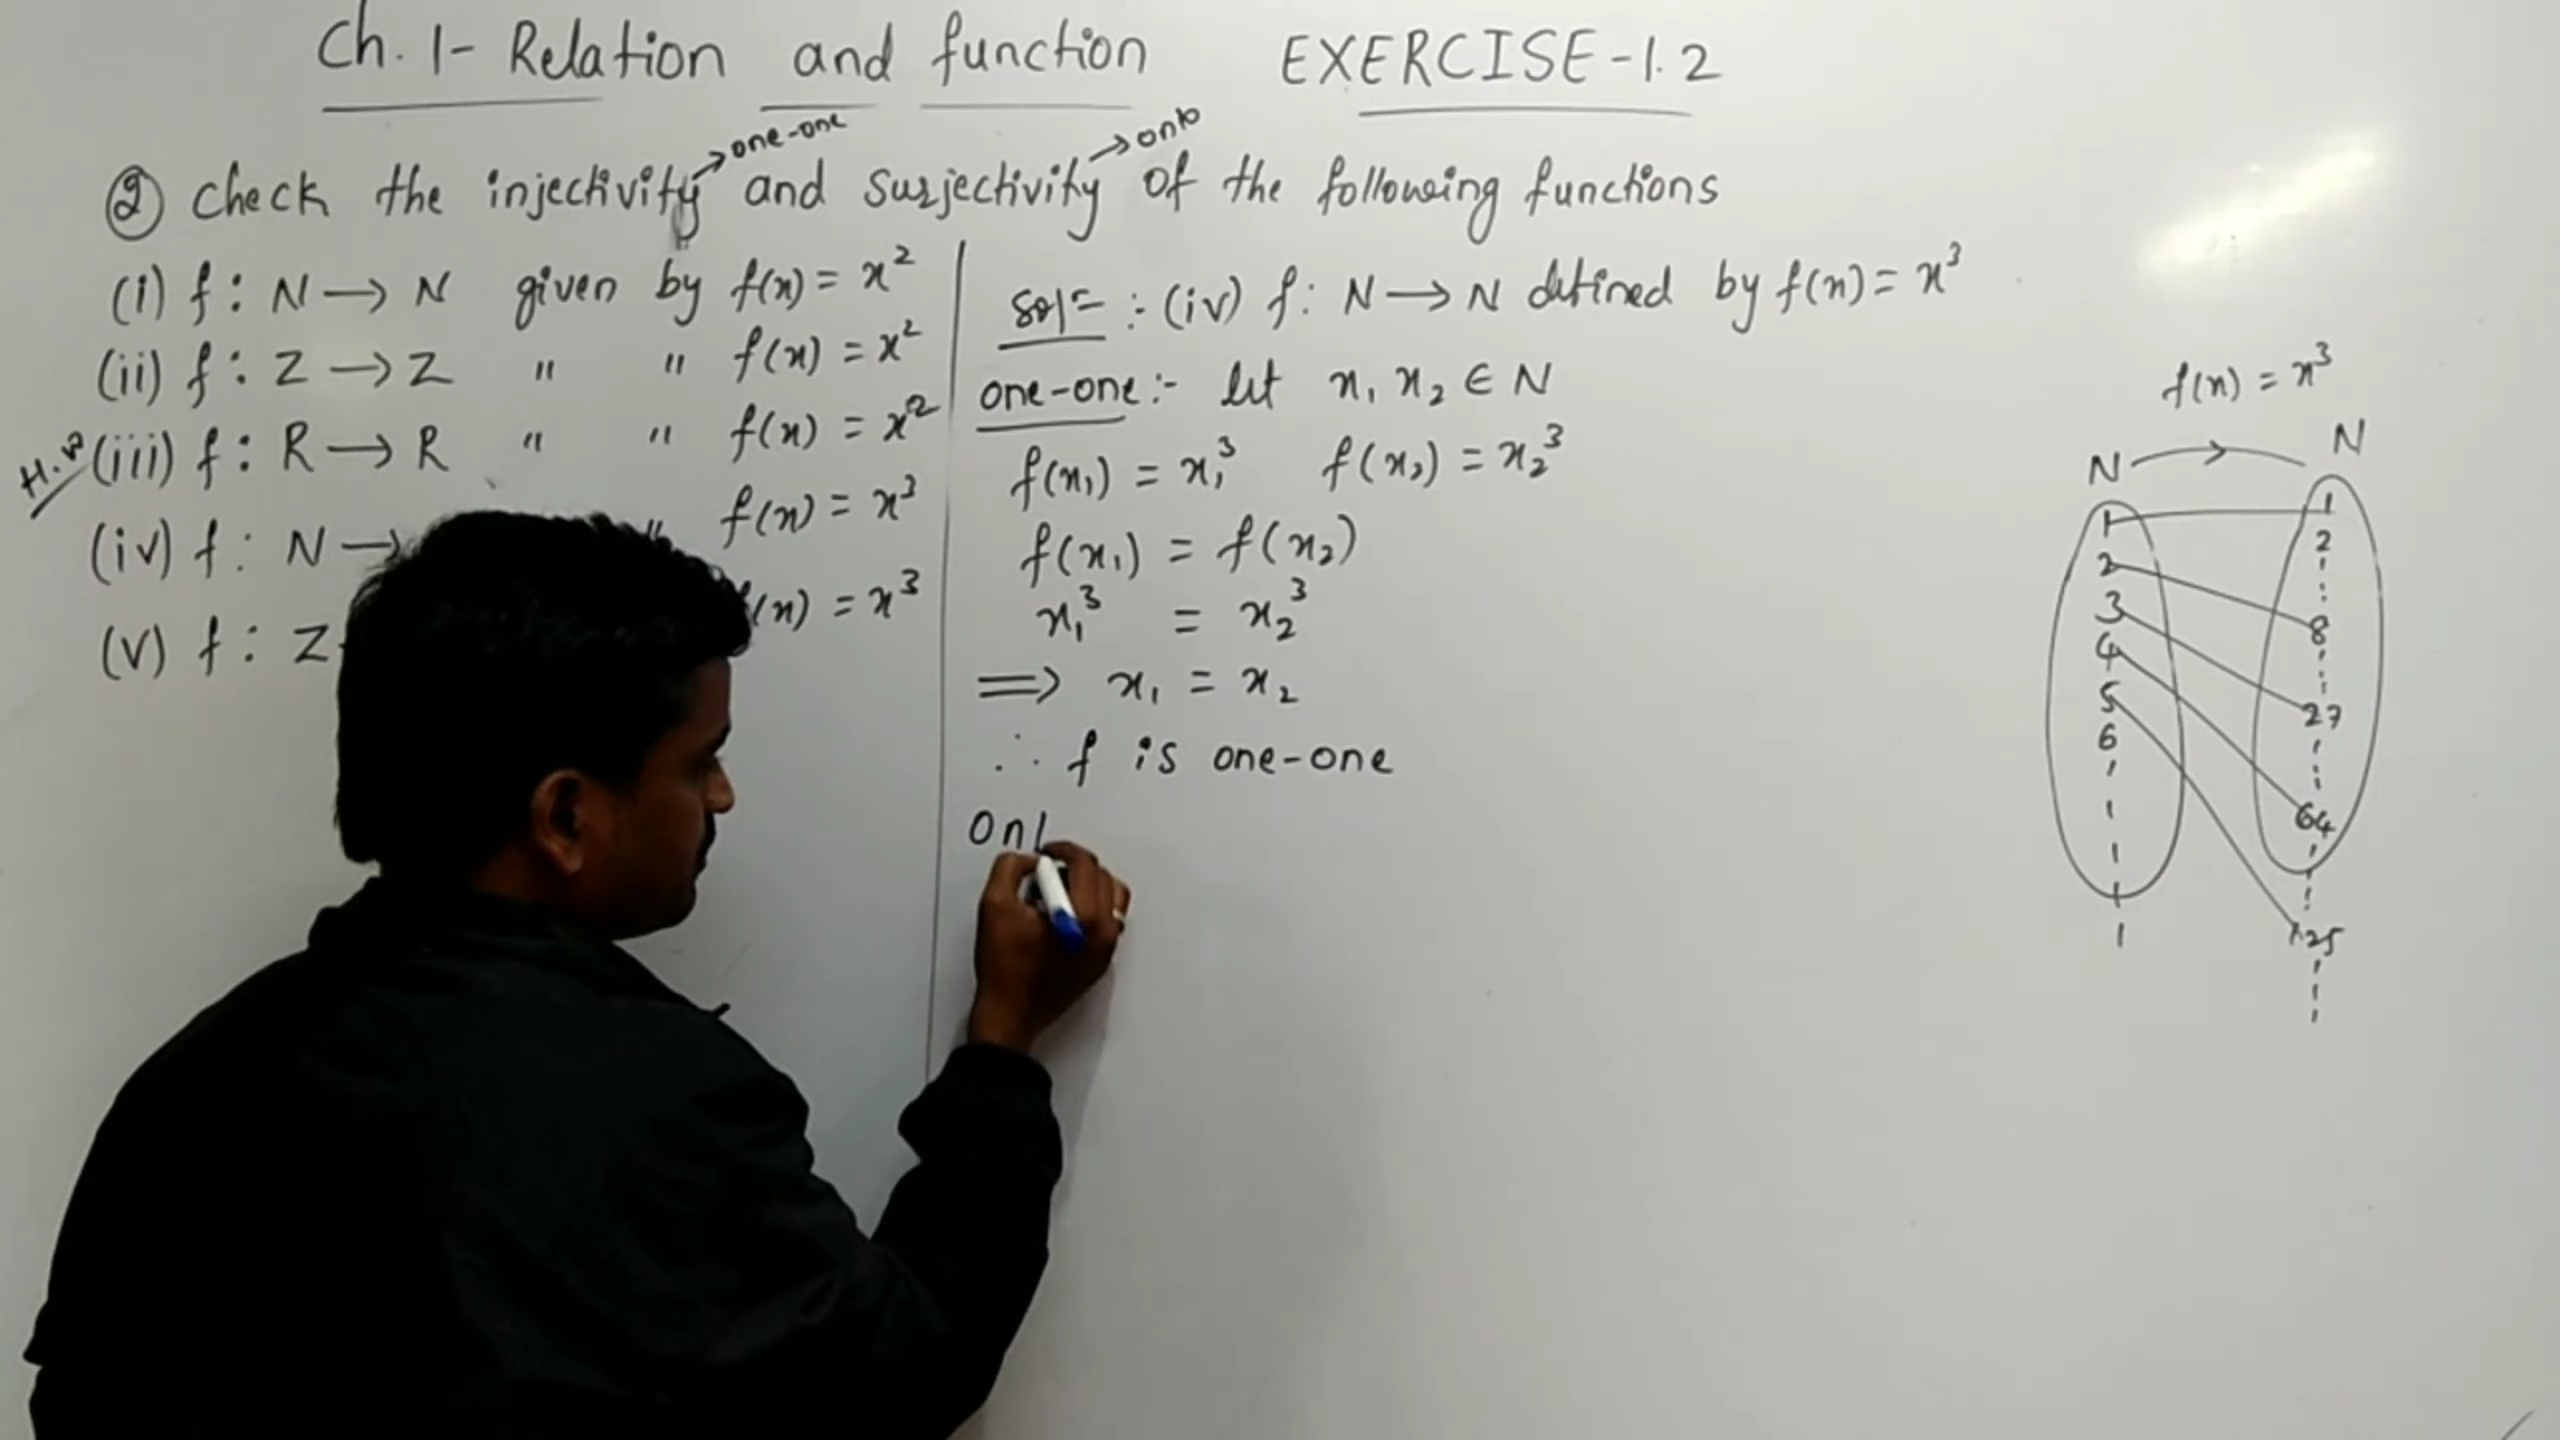 Ch. 1- Relation and function EXERCISE-1.2
→ one-one → onto
② Check the injectivity and surjectivity of the following functions
(i) f : N → N given by f(x) = x²
(ii) f : Z → Z " " f(x) = x²
H.W (iii) f : R → R " " f(x) = x²
(iv) f : N → " f(x) = x³
(v) f : Z (x) = x³
Sol= :- (iv) f : N → N defined by f(x) = x³
one-one :- let x₁ x₂ ∈ N
f(x₁) = x₁³ f(x₂) = x₂³
f(x₁) = f(x₂)
x₁³ = x₂³
⟹ x₁ = x₂
∴ f is one-one
Ont
f(x) = x³
N → N
1 1
2 2
3 8
4 27
5 64
6 125